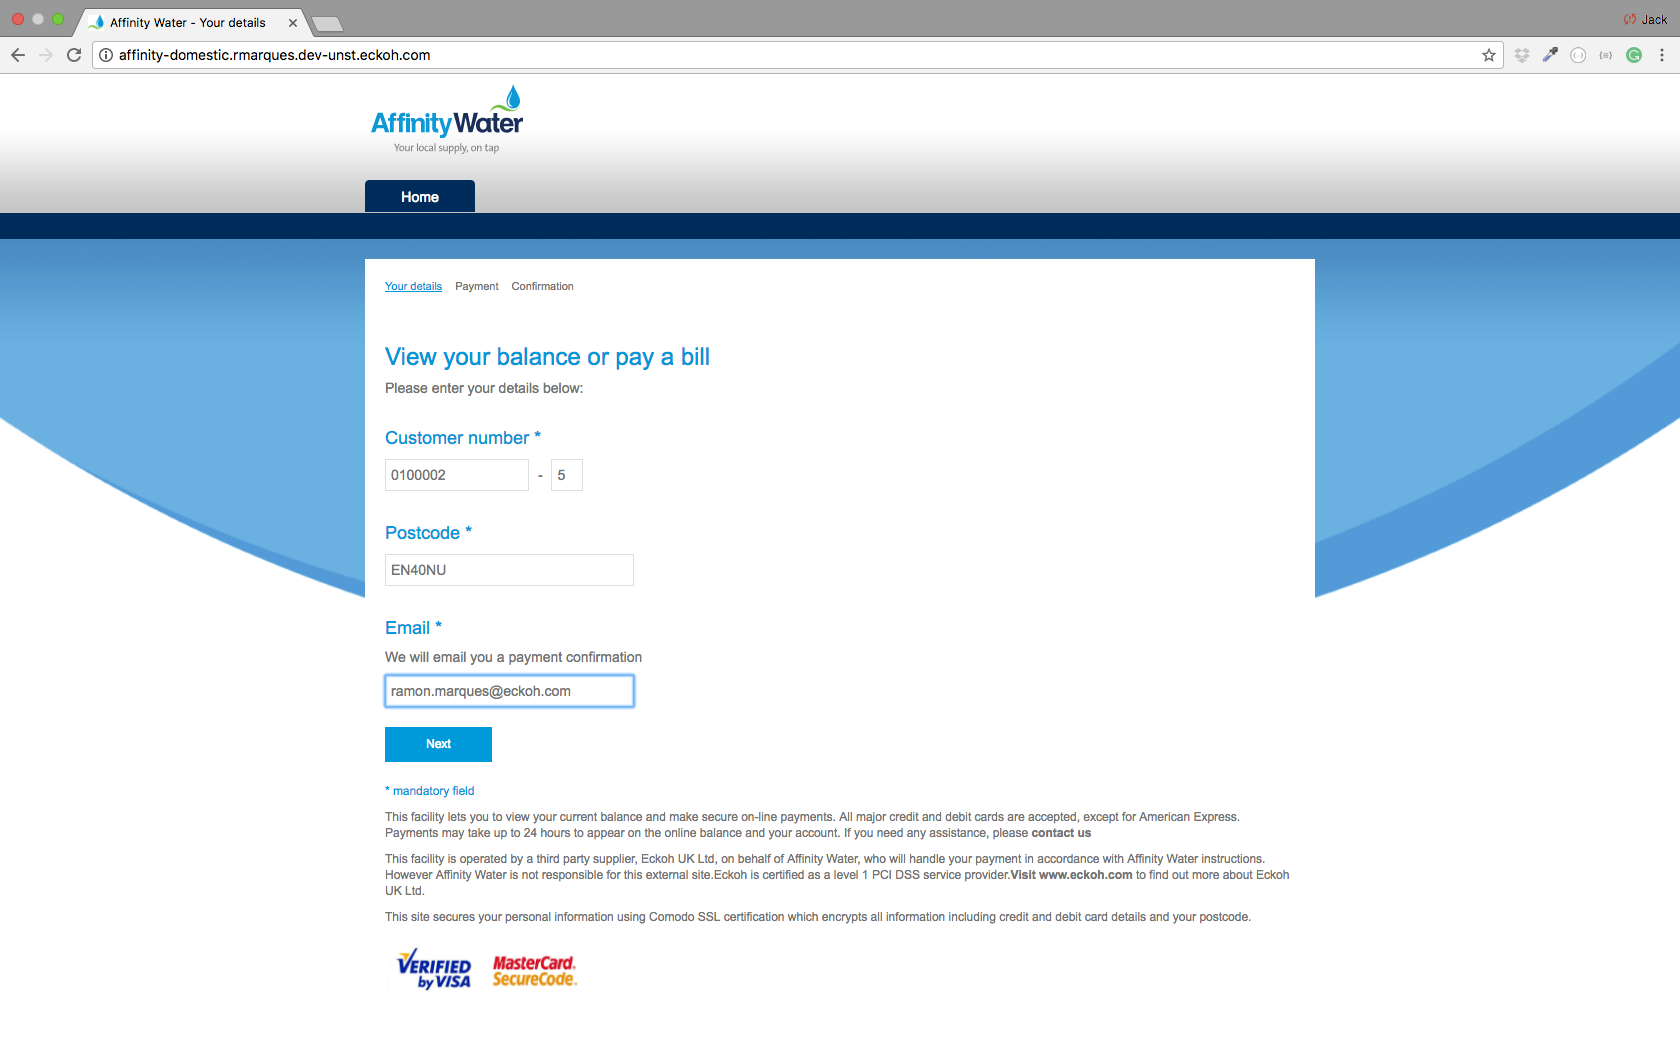 Affinity Water - Your details
Jack
affinity-domestic.rmarques.dev-unst.eckoh.com
AffinityWater
Your local supply, on tap
Home
Your details Payment Confirmation
View your balance or pay a bill
Please enter your details below:
Customer number *
0100002 - 5
Postcode *
EN40NU
Email *
We will email you a payment confirmation
ramon.marques@eckoh.com
Next
* mandatory field
This facility lets you to view your current balance and make secure on-line payments. All major credit and debit cards are accepted, except for American Express.
Payments may take up to 24 hours to appear on the online balance and your account. If you need any assistance, please contact us
This facility is operated by a third party supplier, Eckoh UK Ltd, on behalf of Affinity Water, who will handle your payment in accordance with Affinity Water instructions.
However Affinity Water is not responsible for this external site.Eckoh is certified as a level 1 PCI DSS service provider.Visit www.eckoh.com to find out more about Eckoh
UK Ltd.
This site secures your personal information using Comodo SSL certification which encrypts all information including credit and debit card details and your postcode.
VERIFIED
by VISA
MasterCard.
SecureCode.